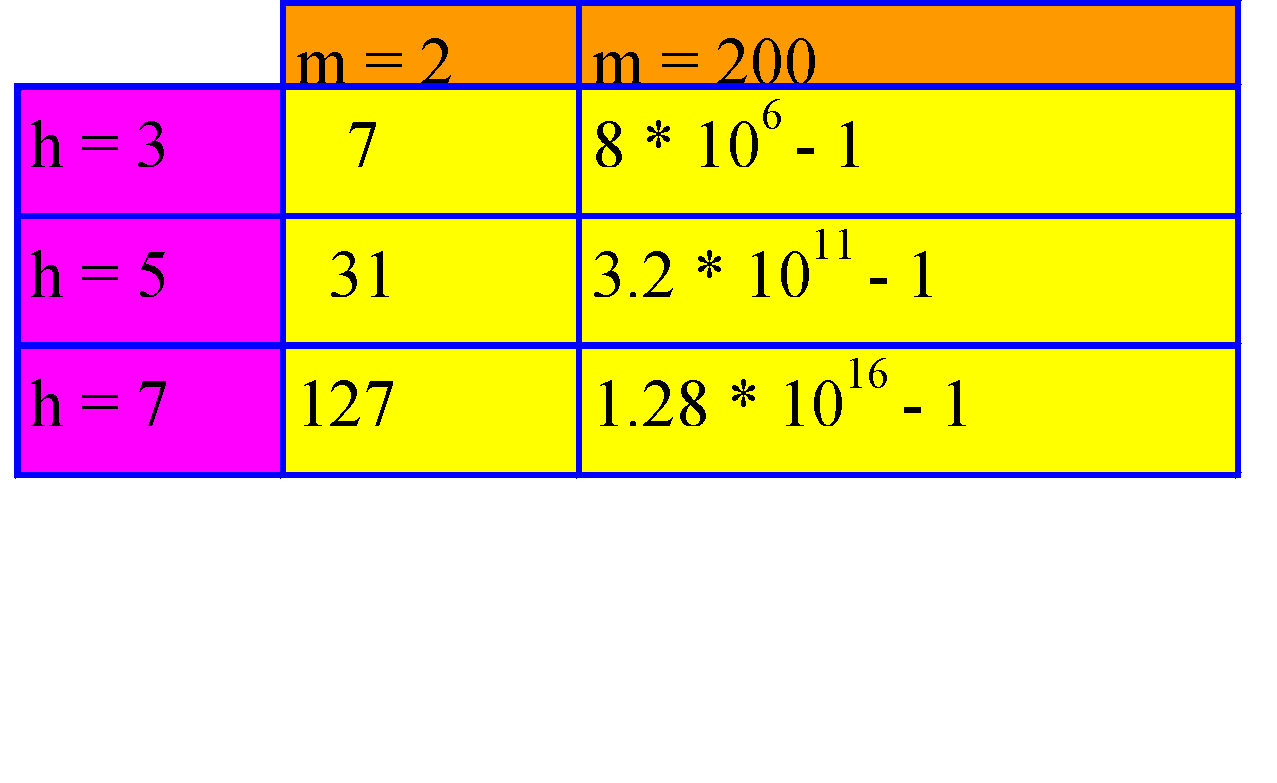 m = 2 m = 200
h = 3 7 8 * 10^6 - 1
h = 5 31 3.2 * 10^11 - 1
h = 7 127 1.28 * 10^16 - 1